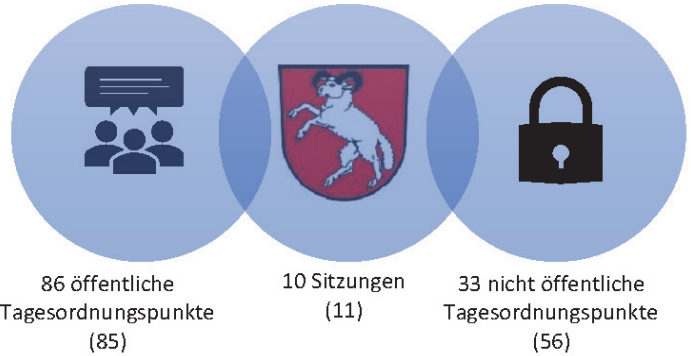 86 öffentliche
Tagesordnungspunkte
(85)
10 Sitzungen
(11)
33 nicht öffentliche
Tagesordnungspunkte
(56)